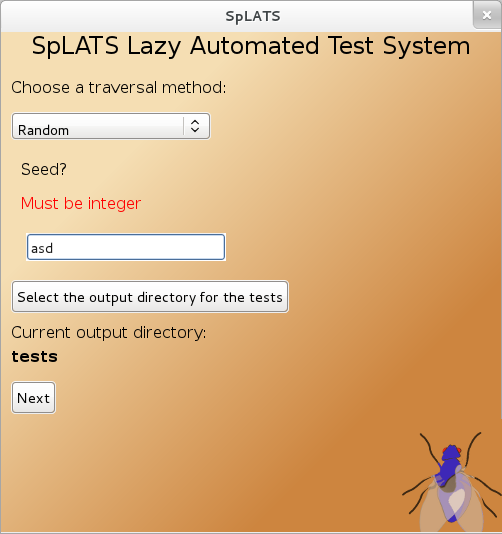 SpLATS
SpLATS Lazy Automated Test System
Choose a traversal method:
Random
Seed?
Must be integer
asd
Select the output directory for the tests
Current output directory:
tests
Next